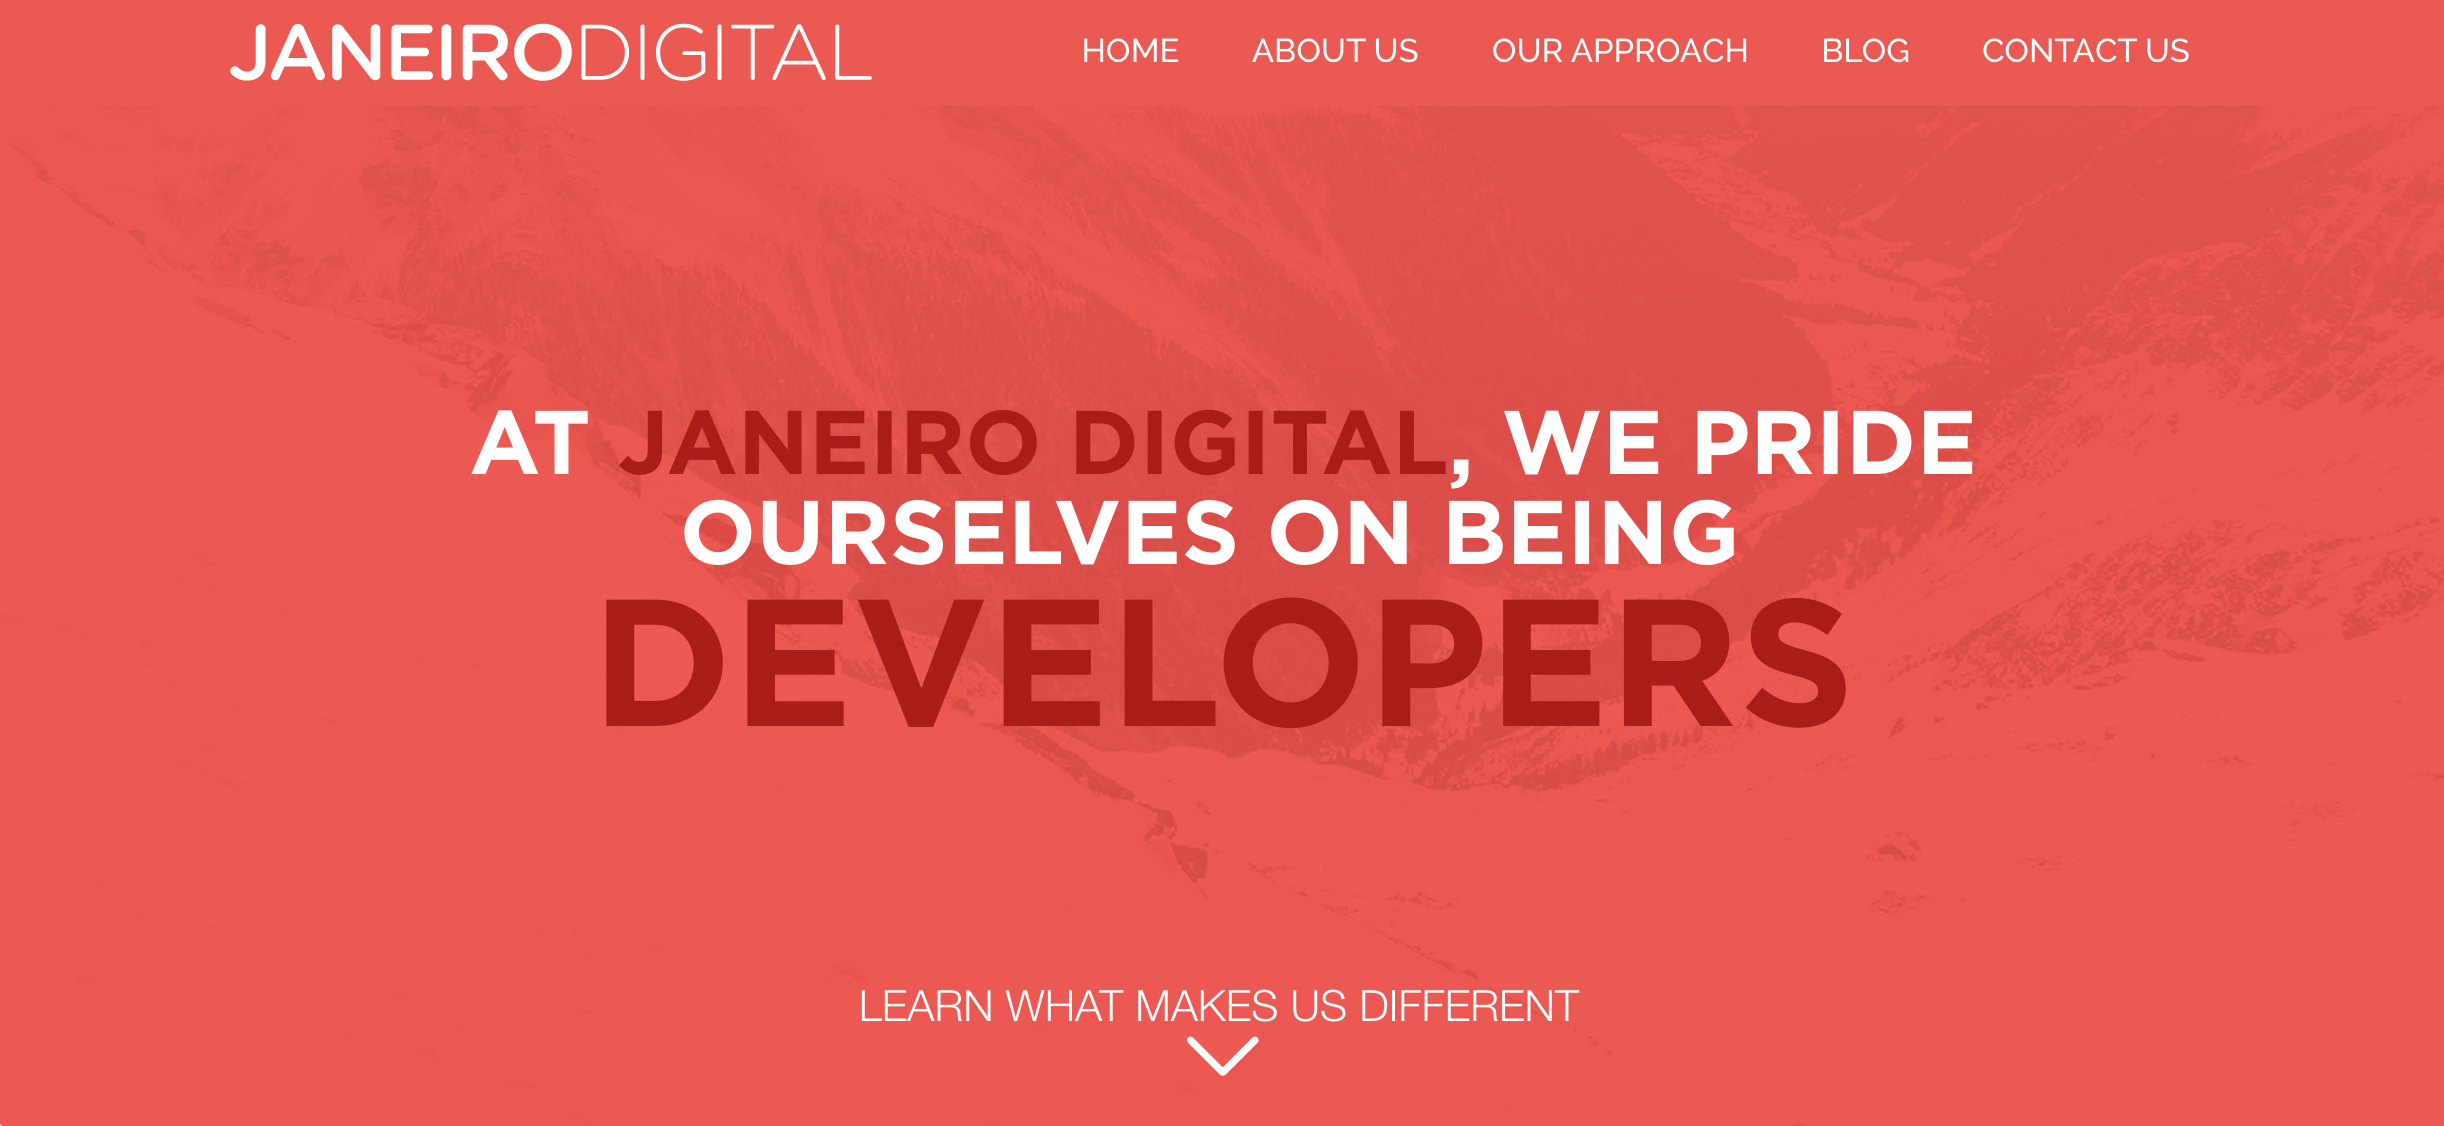 JANEIRODIGITAL
HOME ABOUT US OUR APPROACH BLOG CONTACT US
AT JANEIRO DIGITAL, WE PRIDE
OURSELVES ON BEING
DEVELOPERS
LEARN WHAT MAKES US DIFFERENT